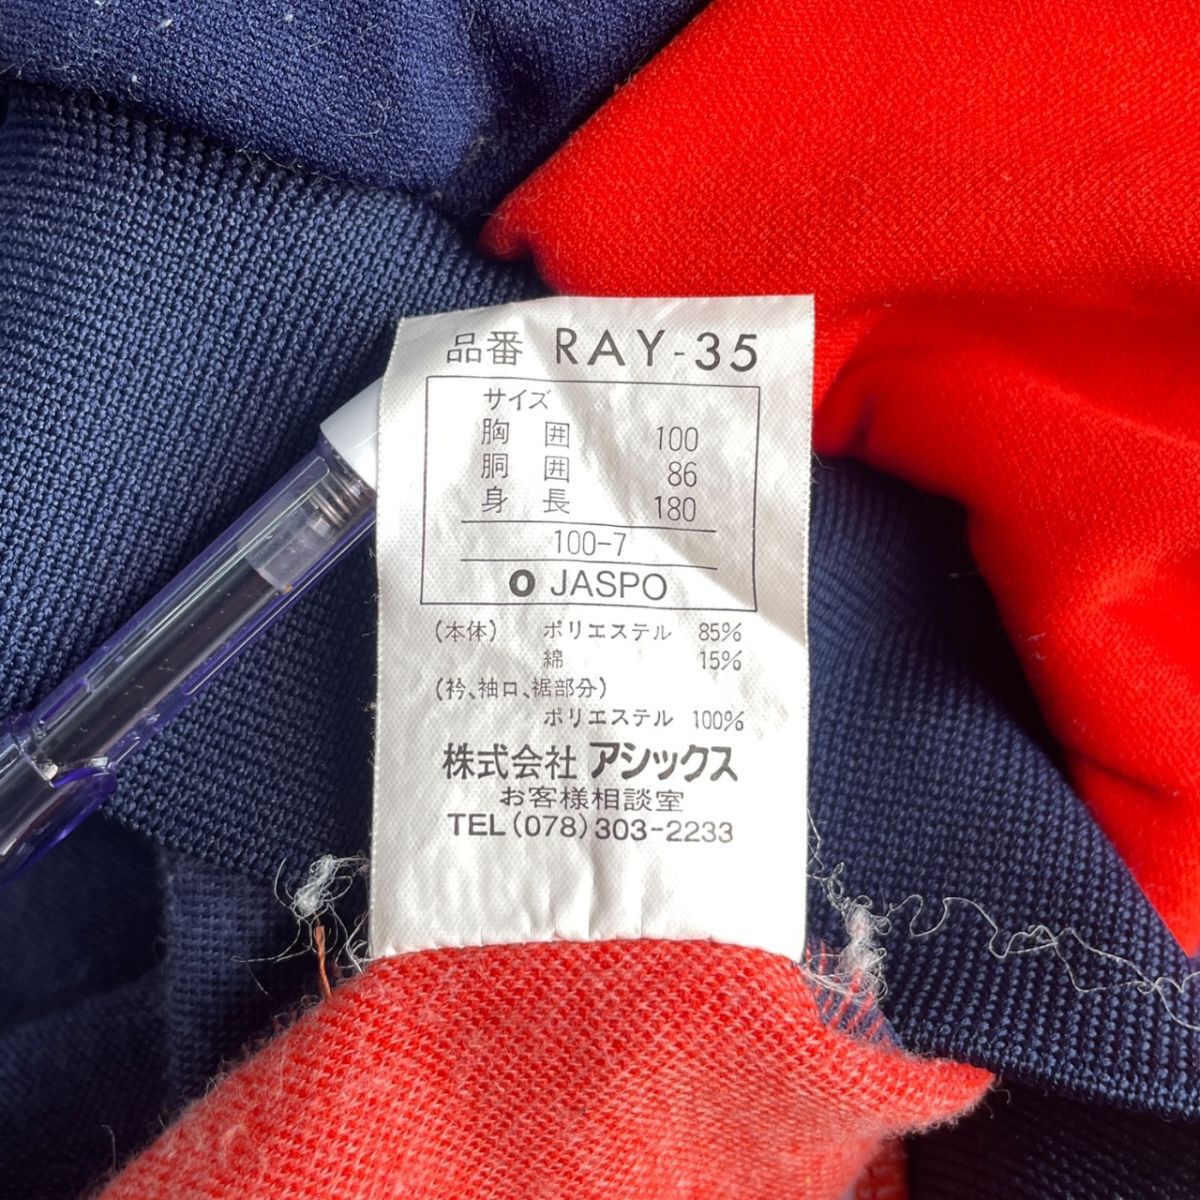 品番 RAY-35
サイズ
胸囲 100
胴囲 86
身長 180
100-7
O JASPO
(本体) ポリエステル 85%
綿 15%
(衿、袖口、裾部分)
ポリエステル 100%
株式会社 アシックス
お客様相談室
TEL(078)303-2233